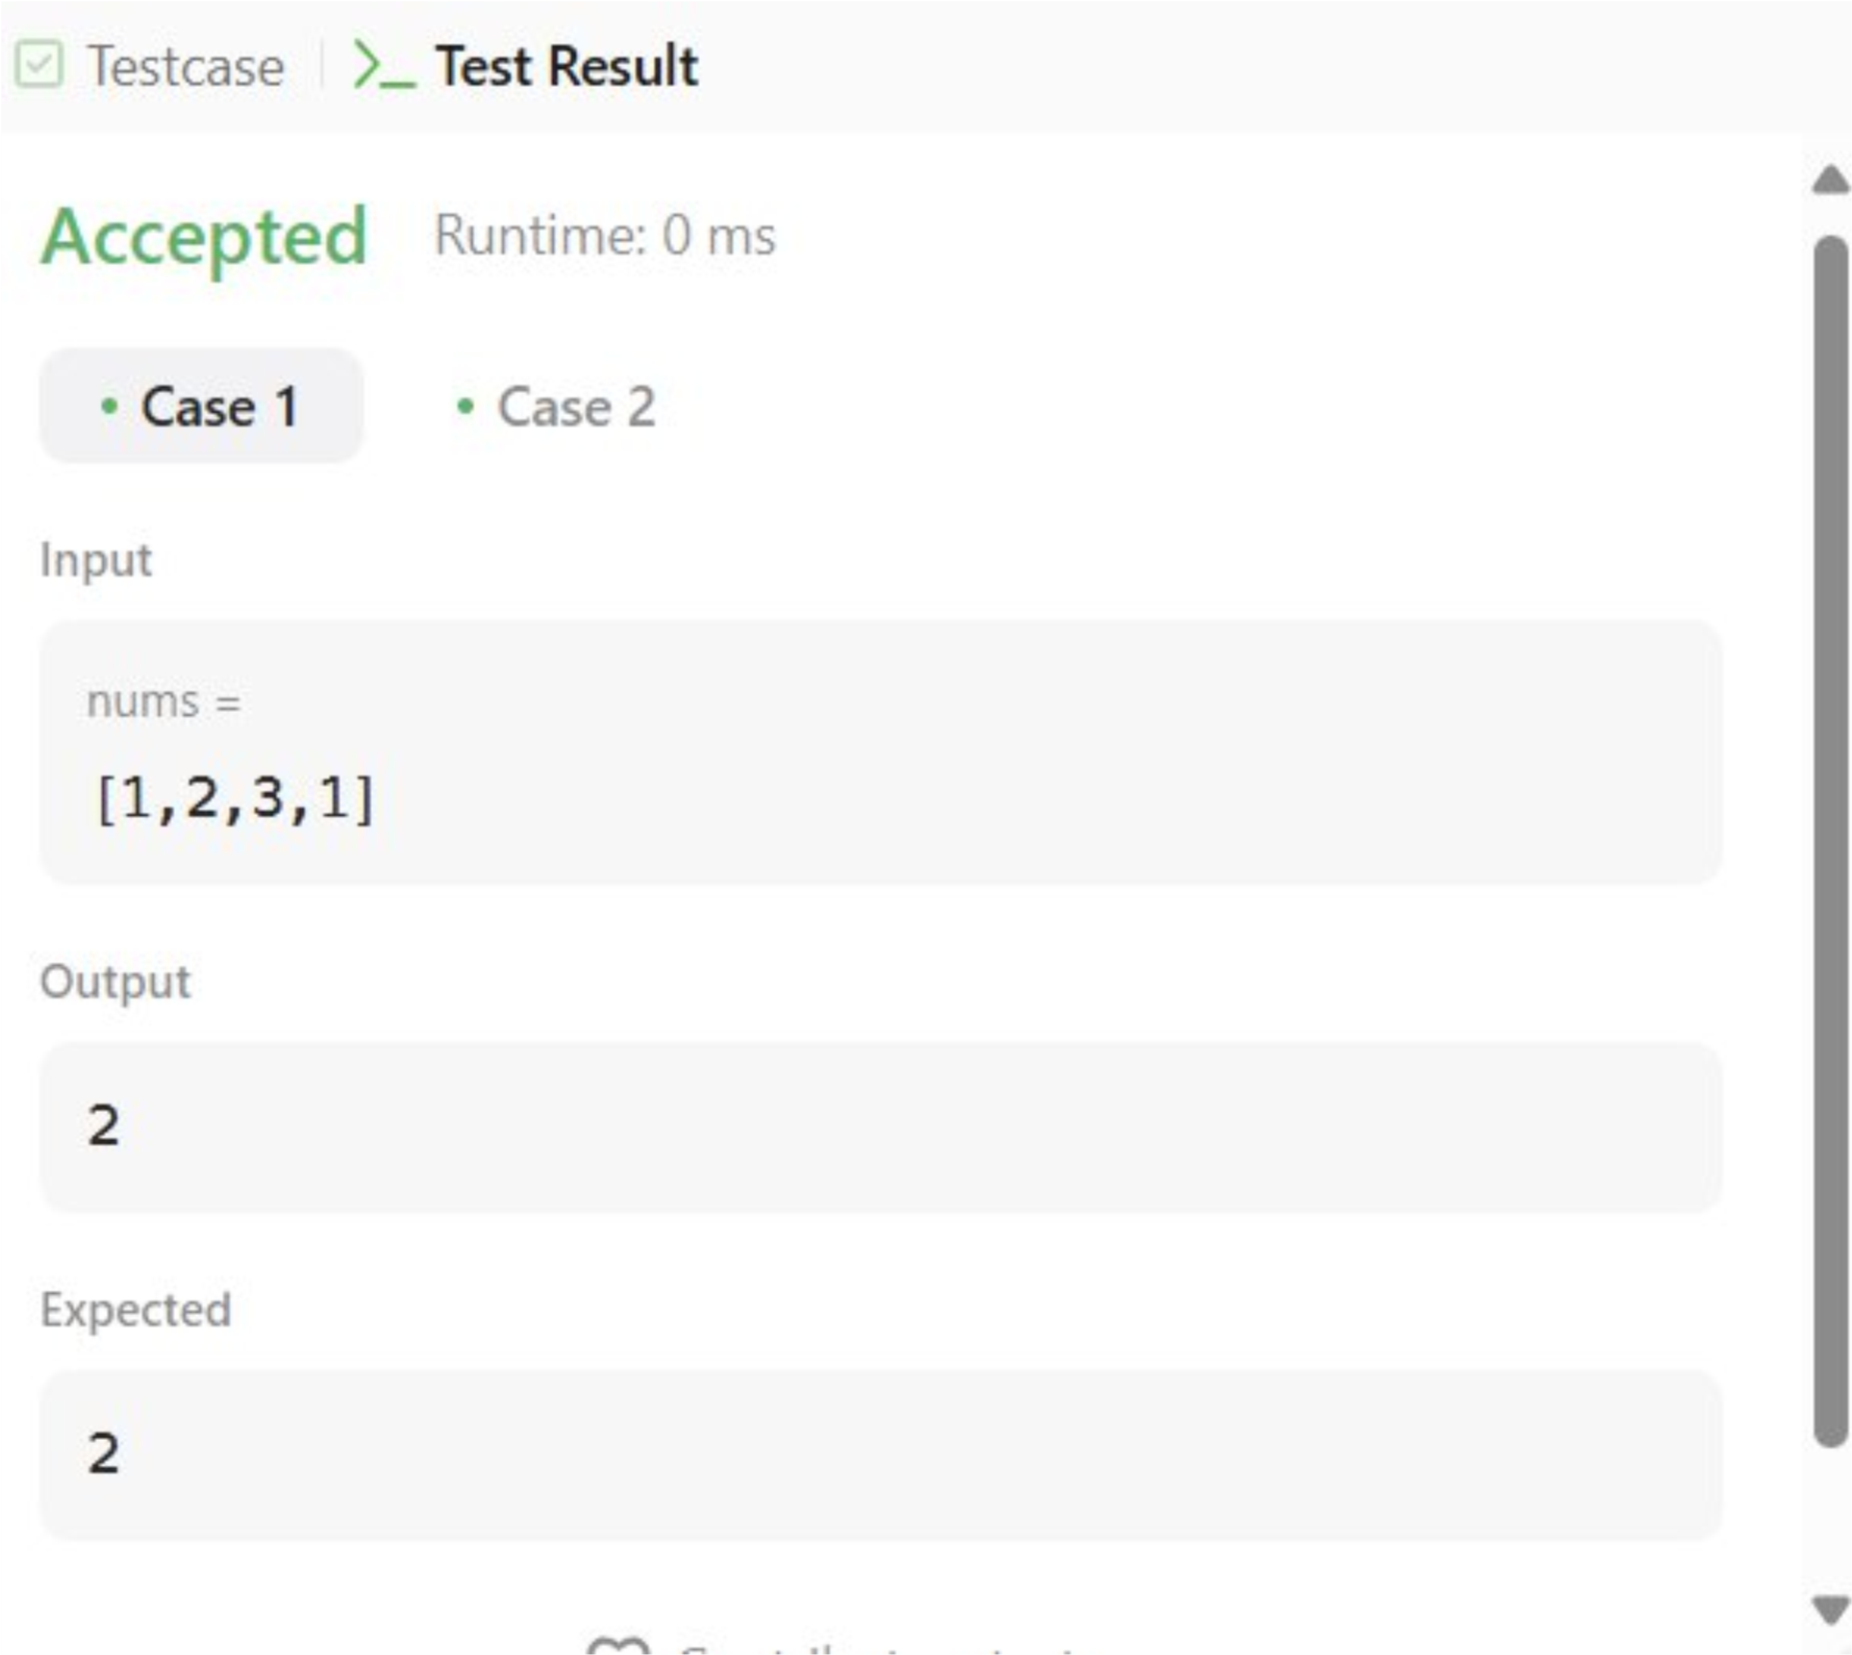 Testcase
Test Result
Accepted Runtime: 0 ms
Case 1
Case 2
Input
nums =
[1,2,3,1]
Output
2
Expected
2